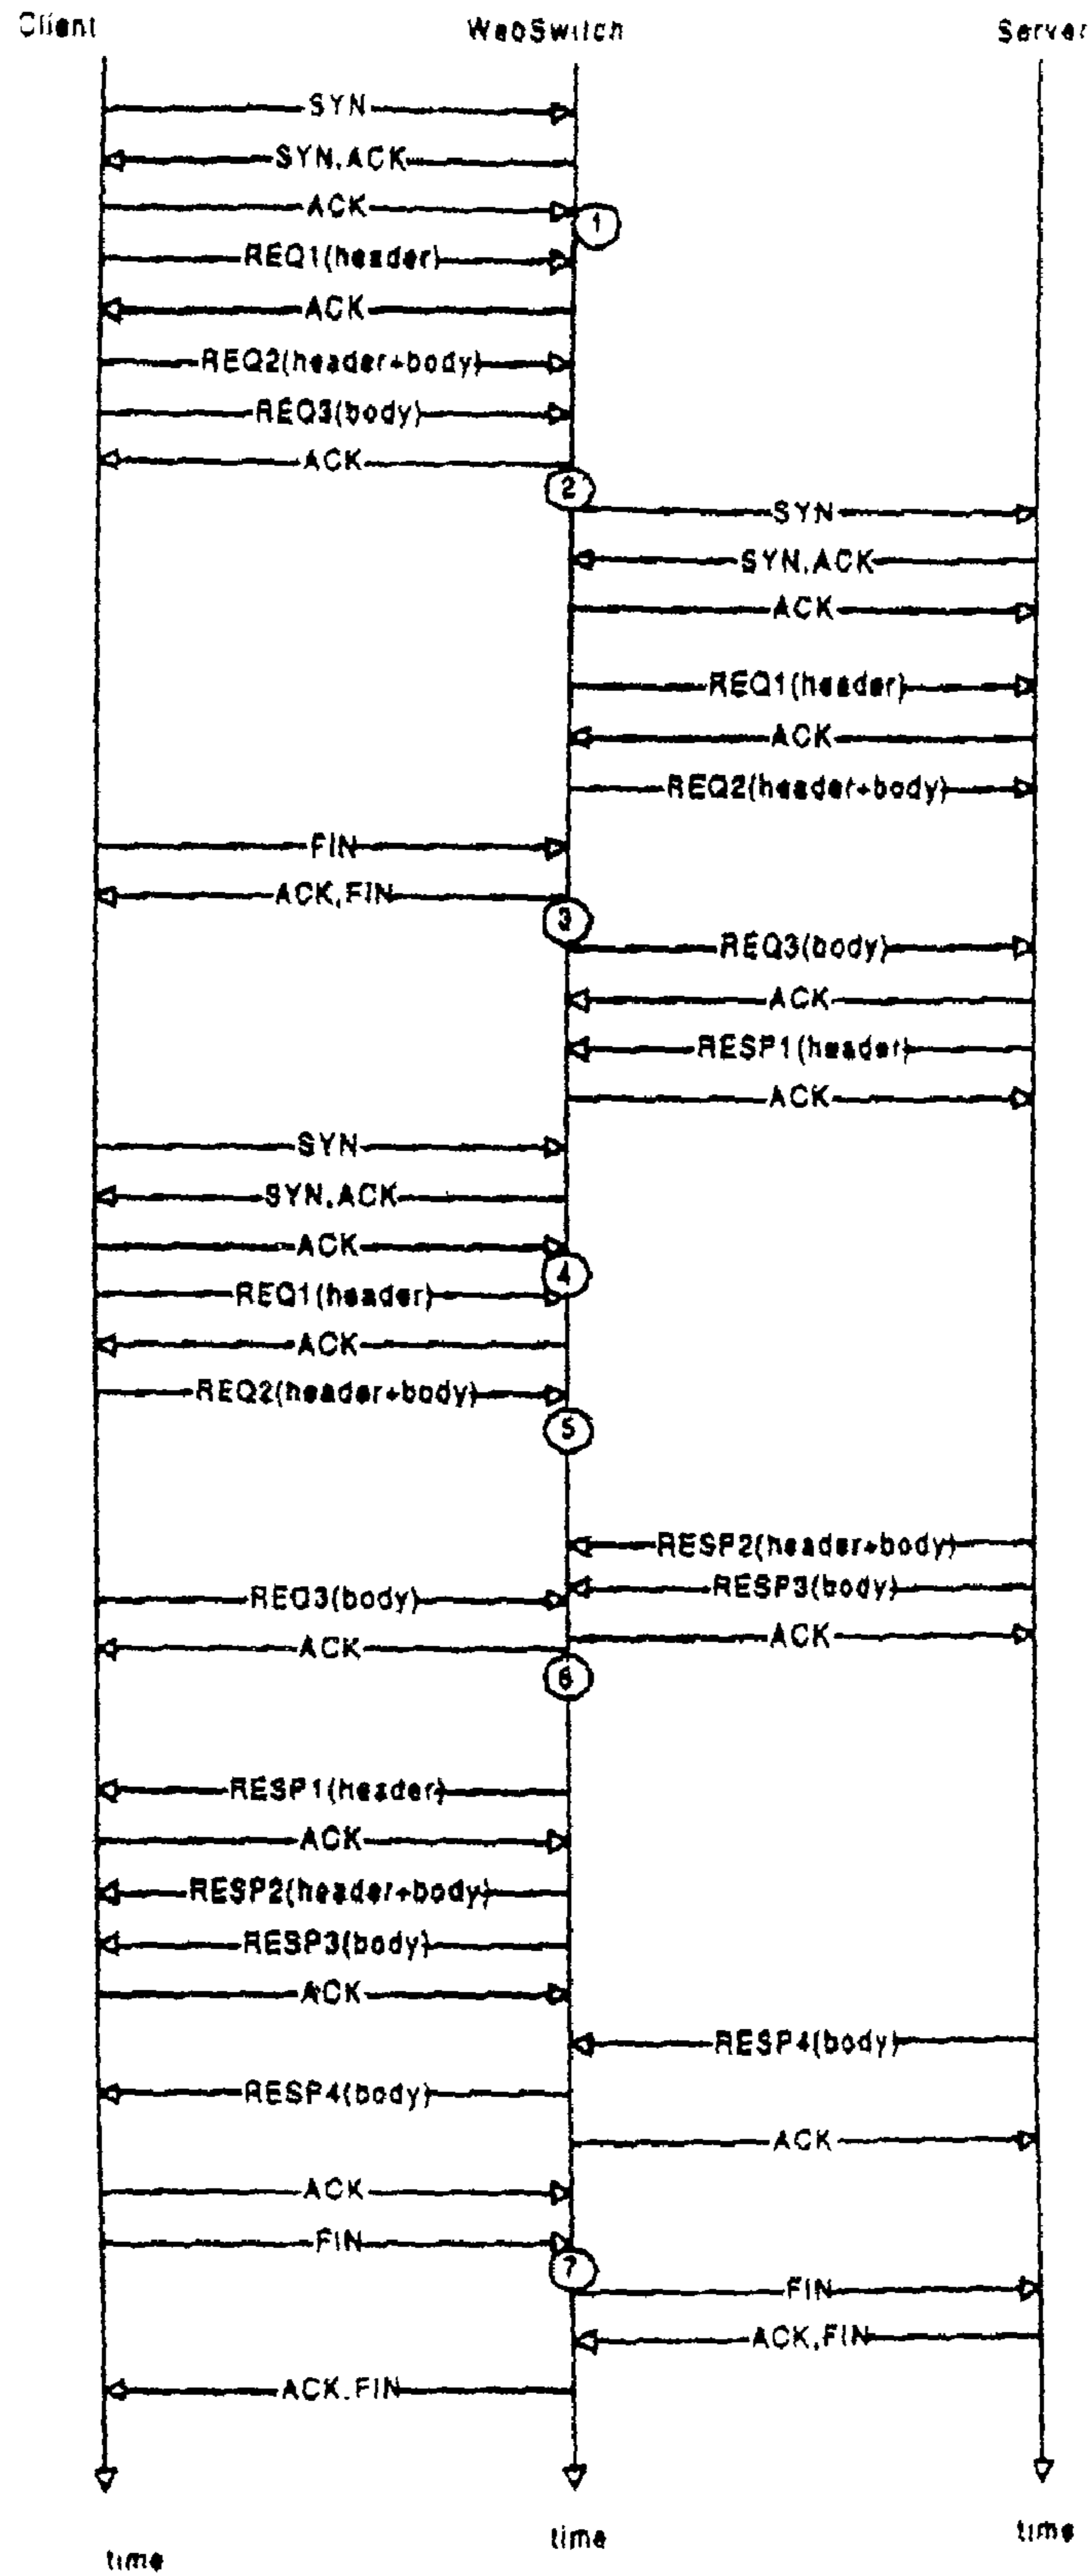 Client WebSwitch Server
SYN
SYN,ACK
ACK
1
REQ1(header)
ACK
REQ2(header+body)
REQ3(body)
ACK
2
SYN
SYN,ACK
ACK
REQ1(header)
ACK
REQ2(header+body)
FIN
ACK,FIN
3
REQ3(body)
ACK
RESP1(header)
ACK
SYN
SYN,ACK
ACK
4
REQ1(header)
ACK
REQ2(header+body)
5
RESP2(header+body)
RESP3(body)
REQ3(body)
ACK
ACK
6
RESP1(header)
ACK
RESP2(header+body)
RESP3(body)
ACK
RESP4(body)
RESP4(body)
ACK
ACK
FIN
7
FIN
ACK,FIN
ACK,FIN
time time time